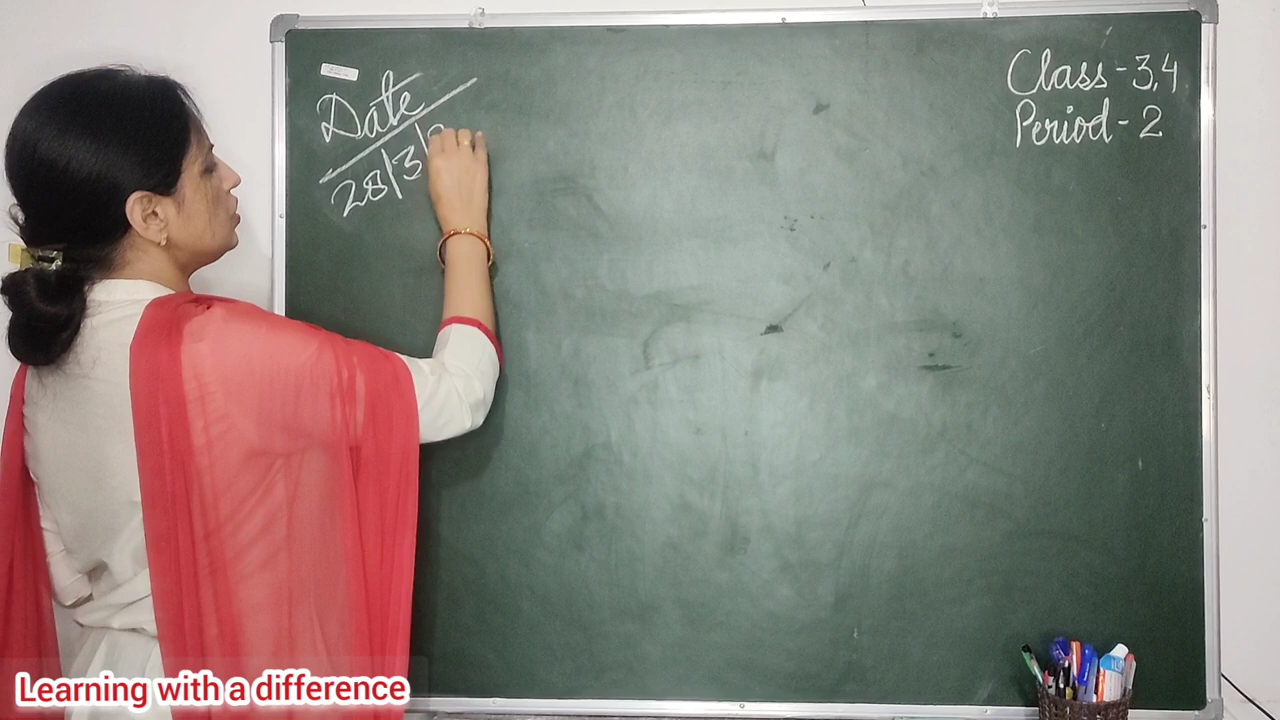 Date
28/3/
Class - 3,4
Period - 2
Learning with a difference